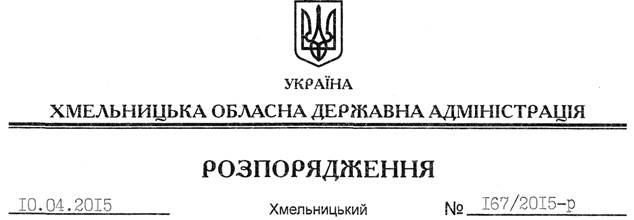 УКРАЇНА
ХМЕЛЬНИЦЬКА ОБЛАСНА ДЕРЖАВНА АДМІНІСТРАЦІЯ
РОЗПОРЯДЖЕННЯ
10.04.2015 Хмельницький № 167/2015-р